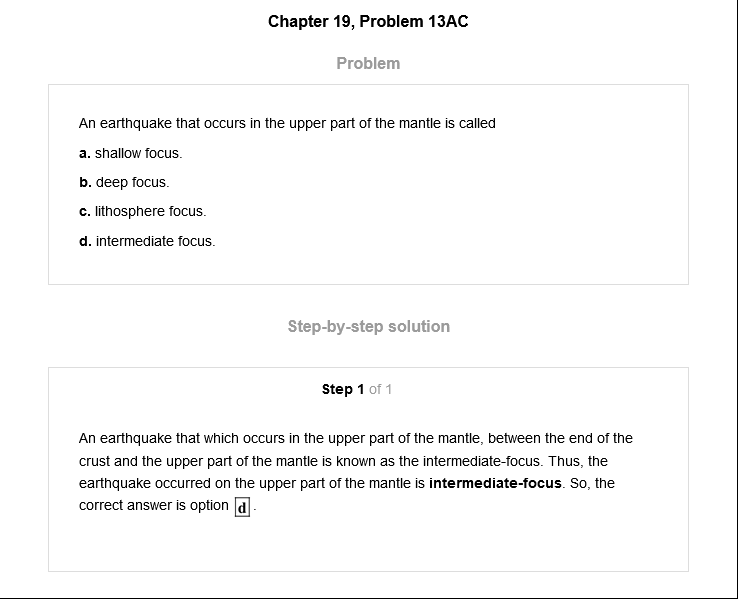 Chapter 19, Problem 13AC
Problem
An earthquake that occurs in the upper part of the mantle is called
a. shallow focus.
b. deep focus.
c. lithosphere focus.
d. intermediate focus.
Step-by-step solution
Step 1 of 1
An earthquake that which occurs in the upper part of the mantle, between the end of the
crust and the upper part of the mantle is known as the intermediate-focus. Thus, the
earthquake occurred on the upper part of the mantle is intermediate-focus. So, the
correct answer is option d.